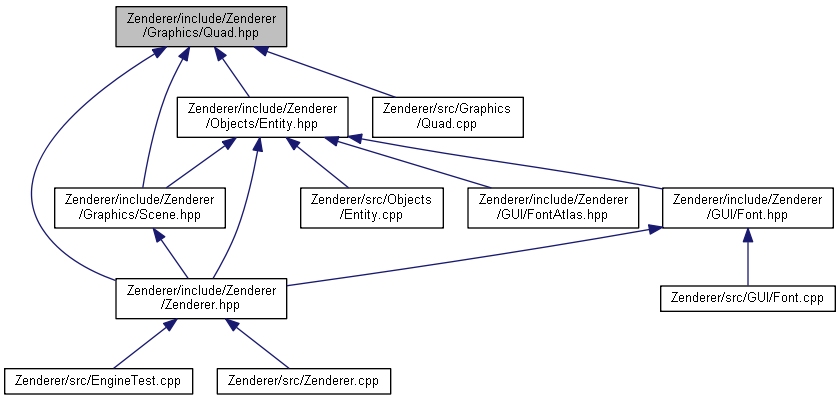 Zenderer/include/Zenderer
/Graphics/Quad.hpp
Zenderer/include/Zenderer
/Objects/Entity.hpp
Zenderer/src/Graphics
/Quad.cpp
Zenderer/include/Zenderer
/Graphics/Scene.hpp
Zenderer/src/Objects
/Entity.cpp
Zenderer/include/Zenderer
/GUI/FontAtlas.hpp
Zenderer/include/Zenderer
/GUI/Font.hpp
Zenderer/include/Zenderer
/Zenderer.hpp
Zenderer/src/GUI/Font.cpp
Zenderer/src/EngineTest.cpp
Zenderer/src/Zenderer.cpp